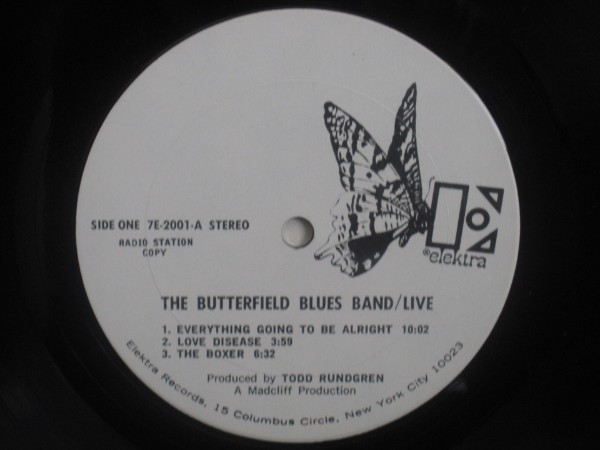 SIDE ONE 7E-2001-A STEREO
RADIO STATION
COPY
®elektra
THE BUTTERFIELD BLUES BAND/LIVE
1. EVERYTHING GOING TO BE ALRIGHT 10:02
2. LOVE DISEASE 3:59
3. THE BOXER 6:32
Produced by TODD RUNDGREN
A Madcliff Production
Elektra Records, 15 Columbus Circle, New York City 10023